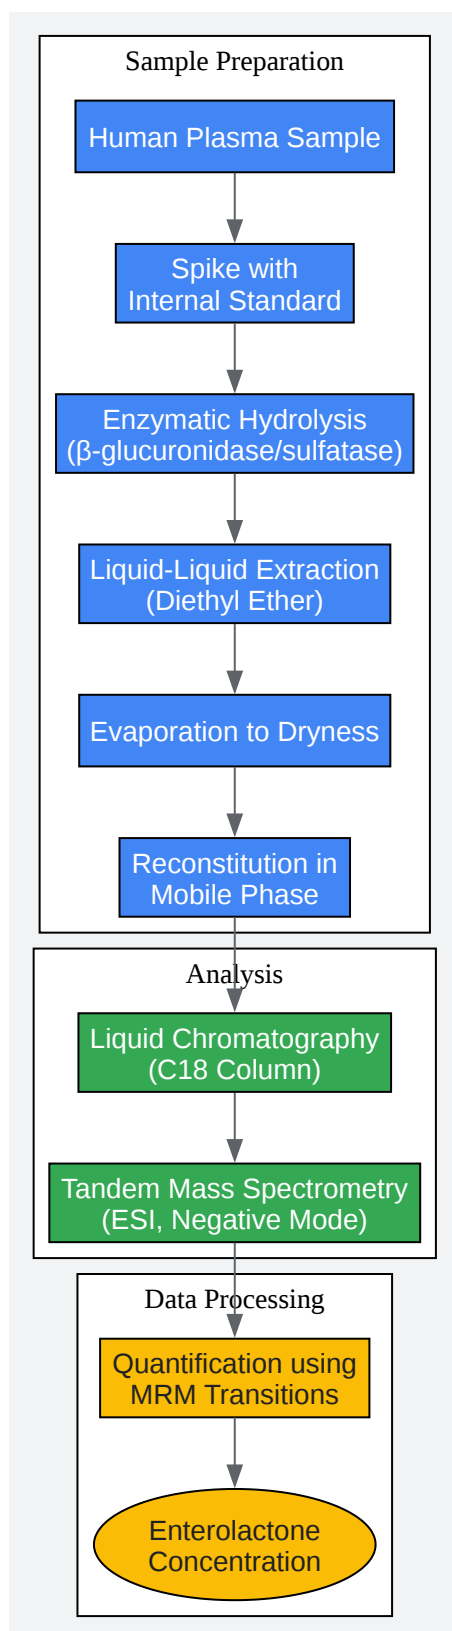 Sample Preparation
Human Plasma Sample
Spike with
Internal Standard
Enzymatic Hydrolysis
(β-glucuronidase/sulfatase)
Liquid-Liquid Extraction
(Diethyl Ether)
Evaporation to Dryness
Reconstitution in
Mobile Phase
Analysis
Liquid Chromatography
(C18 Column)
Tandem Mass Spectrometry
(ESI, Negative Mode)
Data Processing
Quantification using
MRM Transitions
Enterolactone
Concentration